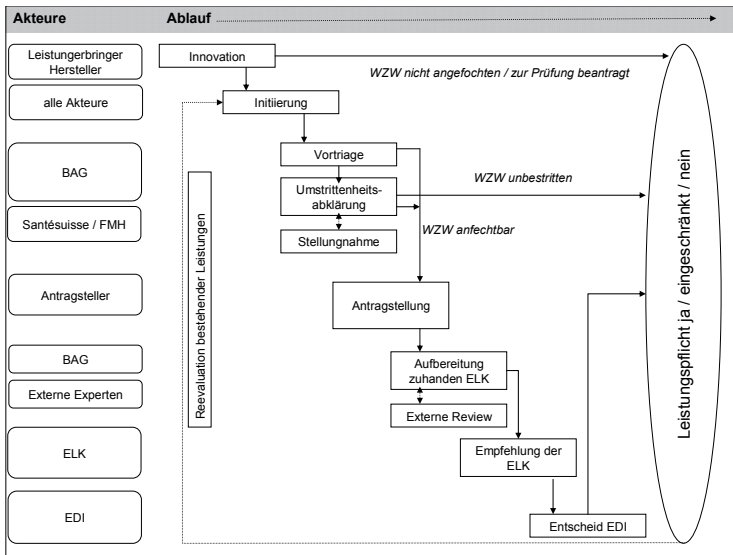 Akteure
Ablauf
Leistungerbringer
Hersteller
Innovation
WZW nicht angefochten / zur Prüfung beantragt
alle Akteure
Initiierung
Vortriage
BAG
Umstrittenheits-
abklärung
WZW unbestritten
Santésuisse / FMH
Stellungnahme
WZW anfechtbar
Reevaluation bestehender Leistungen
Leistungspflicht ja / eingeschränkt / nein
Antragsteller
Antragstellung
BAG
Aufbereitung
zuhanden ELK
Externe Experten
Externe Review
ELK
Empfehlung der
ELK
EDI
Entscheid EDI